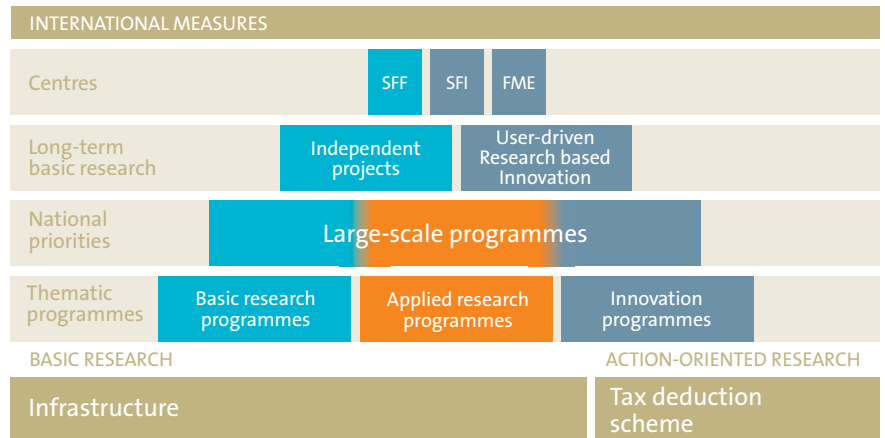 INTERNATIONAL MEASURES
Centres
SFF
SFI
FME
Long-term
basic research
Independent
projects
User-driven
Research based
Innovation
National
priorities
Large-scale programmes
Thematic
programmes
Basic research
programmes
Applied research
programmes
Innovation
programmes
BASIC RESEARCH
ACTION-ORIENTED RESEARCH
Infrastructure
Tax deduction
scheme